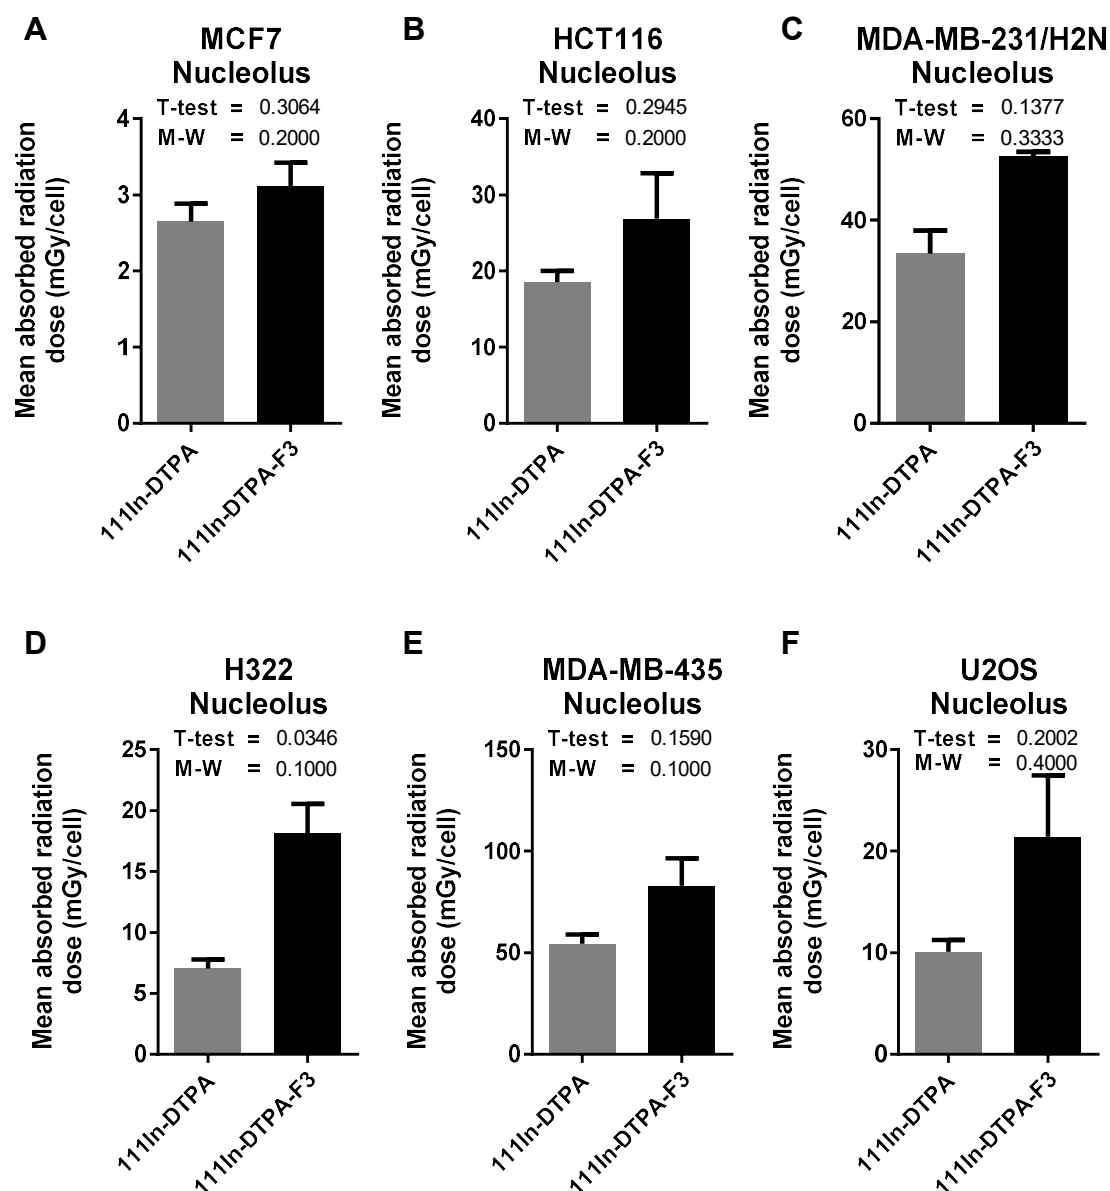 A
MCF7
Nucleolus
T-test = 0.3064
M-W = 0.2000
Mean absorbed radiation
dose (mGy/cell)
4
3
2
1
0
111In-DTPA
111In-DTPA-F3
B
HCT116
Nucleolus
T-test = 0.2945
M-W = 0.2000
Mean absorbed radiation
dose (mGy/cell)
40
30
20
10
0
111In-DTPA
111In-DTPA-F3
C
MDA-MB-231/H2N
Nucleolus
T-test = 0.1377
M-W = 0.3333
Mean absorbed radiation
dose (mGy/cell)
60
40
20
0
111In-DTPA
111In-DTPA-F3
D
H322
Nucleolus
T-test = 0.0346
M-W = 0.1000
Mean absorbed radiation
dose (mGy/cell)
25
20
15
10
5
0
111In-DTPA
111In-DTPA-F3
E
MDA-MB-435
Nucleolus
T-test = 0.1590
M-W = 0.1000
Mean absorbed radiation
dose (mGy/cell)
150
100
50
0
111In-DTPA
111In-DTPA-F3
F
U2OS
Nucleolus
T-test = 0.2002
M-W = 0.4000
Mean absorbed radiation
dose (mGy/cell)
30
20
10
0
111In-DTPA
111In-DTPA-F3